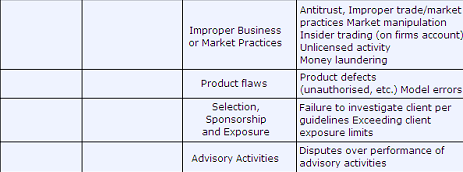 Improper Business
or Market Practices
Antitrust, Improper trade/market
practices Market manipulation
Insider trading (on firms account)
Unlicensed activity
Money laundering
Product flaws
Product defects
(unauthorised, etc.) Model errors
Selection,
Sponsorship
and Exposure
Failure to investigate client per
guidelines Exceeding client
exposure limits
Advisory Activities
Disputes over performance of
advisory activities